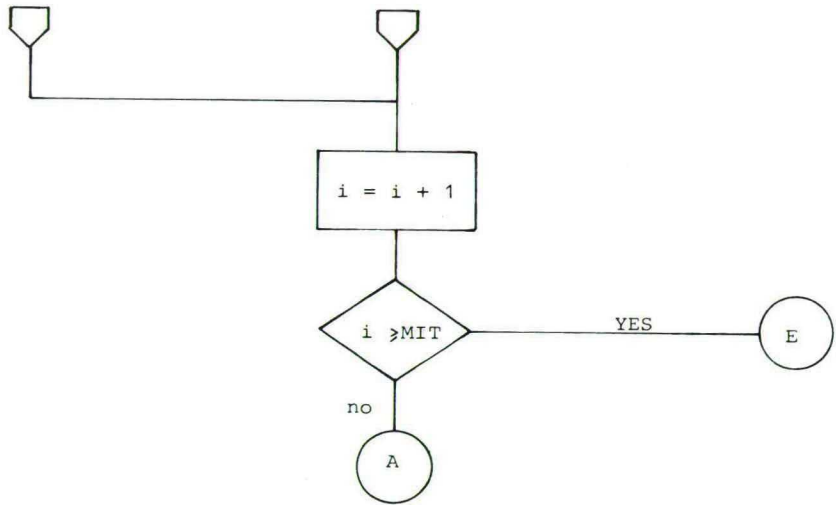 i = i + 1
i ⩾MIT
YES
E
no
A